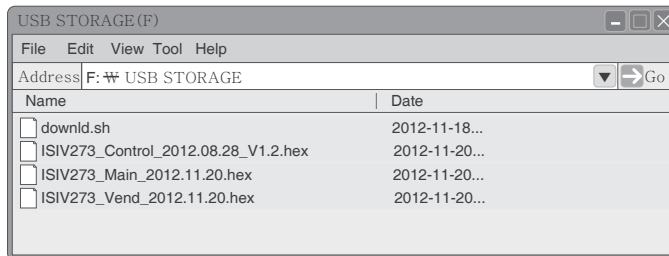 USB STORAGE(F)
File Edit View Tool Help
Address F: ₩ USB STORAGE Go
Name Date
downld.sh 2012-11-18...
ISIV273_Control_2012.08.28_V1.2.hex 2012-11-20...
ISIV273_Main_2012.11.20.hex 2012-11-20...
ISIV273_Vend_2012.11.20.hex 2012-11-20...